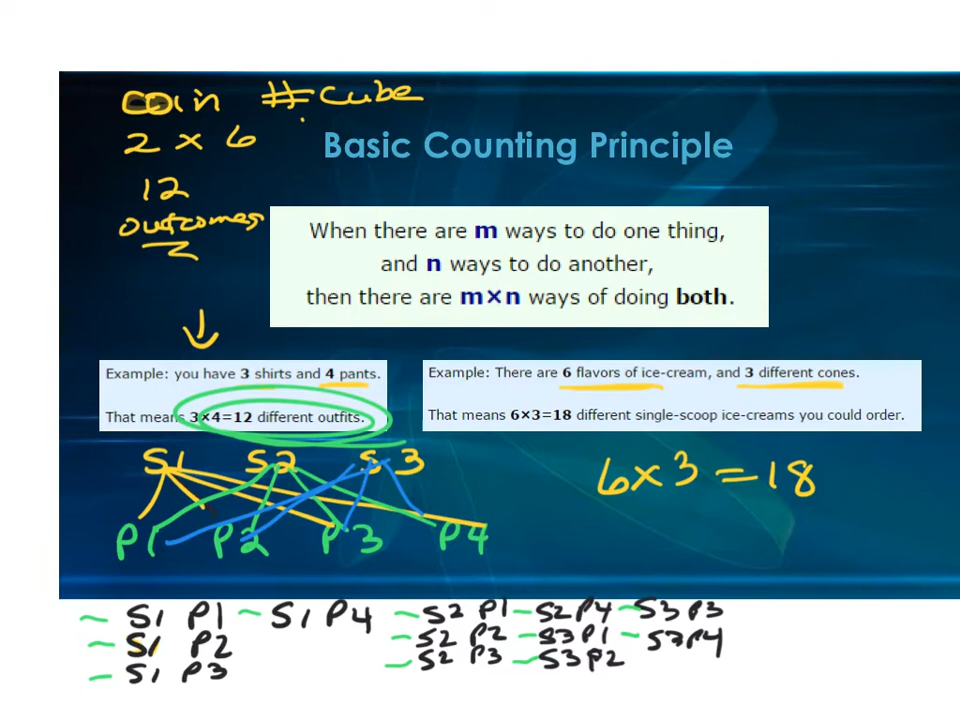 coin # cube
2 x 6
12
outcomes
Basic Counting Principle
When there are m ways to do one thing,
and n ways to do another,
then there are m×n ways of doing both.
Example: you have 3 shirts and 4 pants.
That means 3×4=12 different outfits.
Example: There are 6 flavors of ice-cream, and 3 different cones.
That means 6×3=18 different single-scoop ice-creams you could order.
S1 S2 S3
P1 P2 P3 P4
6 x 3 = 18
- S1 P1 - S1 P4 - S2 P1 - S2 P4 - S3 P3
- S1 P2 - S2 P2 - S3 P1 - S3 P4
- S1 P3 - S2 P3 - S3 P2